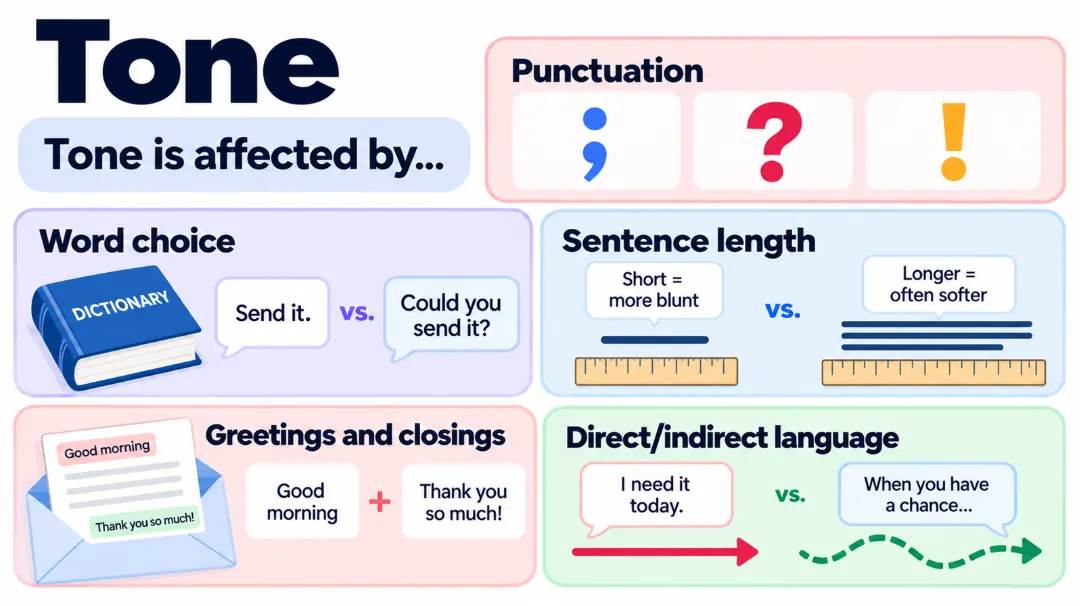 Tone
Tone is affected by...
Punctuation
;
?
!
Word choice
DICTIONARY
Send it.
vs.
Could you
send it?
Sentence length
Short =
more blunt
vs.
Longer =
often softer
Greetings and closings
Good morning
Thank you so much!
Good
morning
+
Thank you
so much!
Direct/indirect language
I need it
today.
vs.
When you have
a chance...